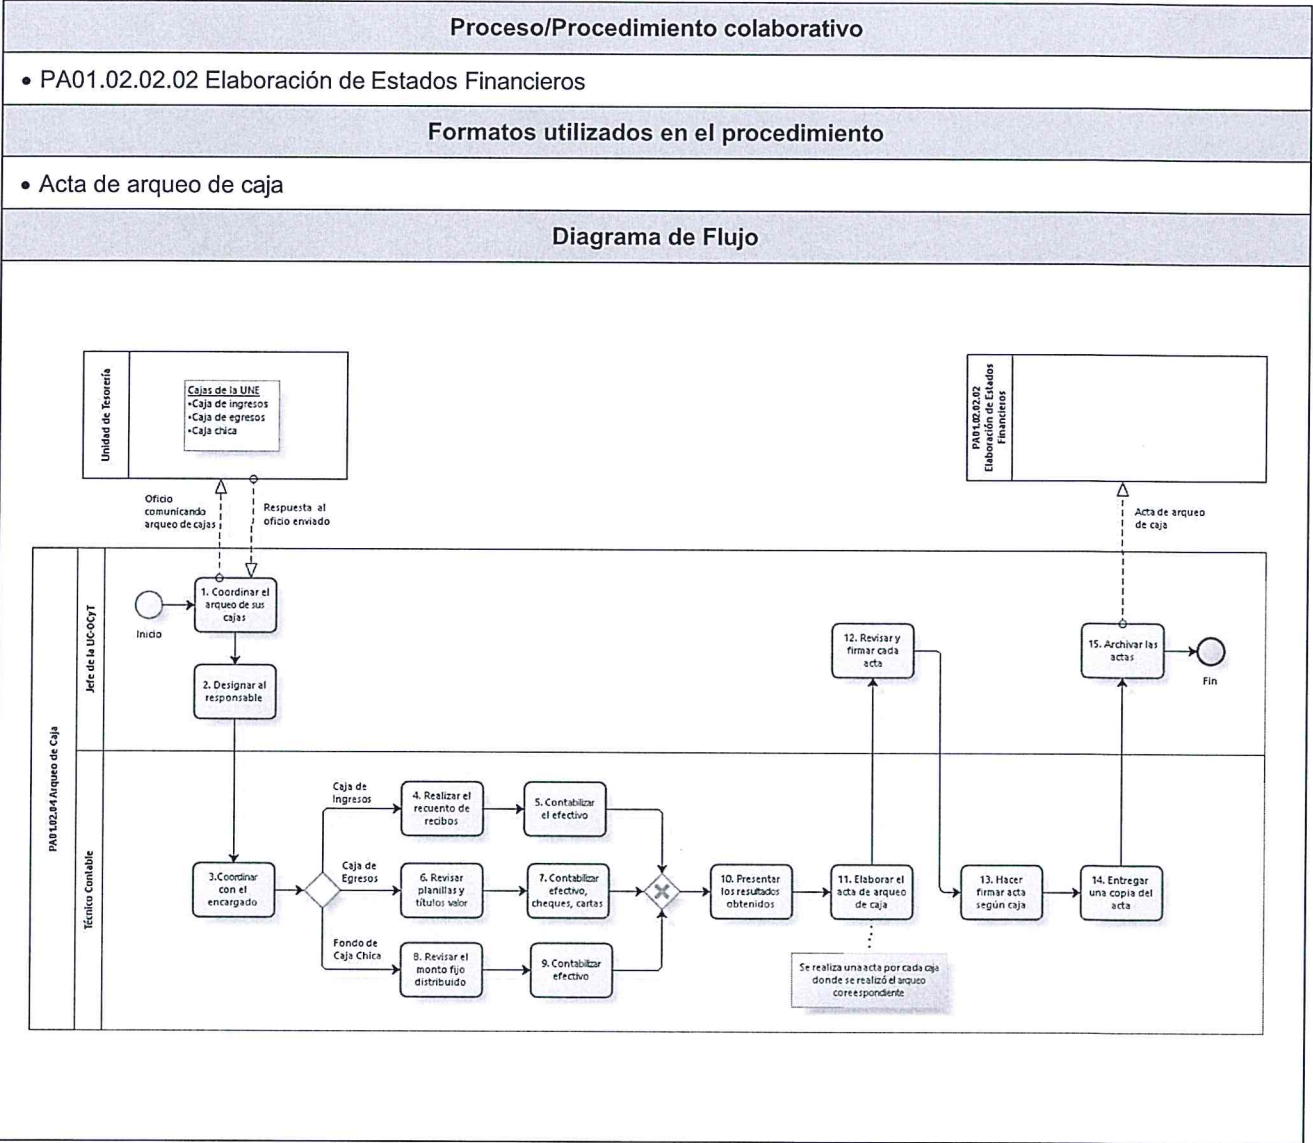 Proceso/Procedimiento colaborativo
• PA01.02.02.02 Elaboración de Estados Financieros
Formatos utilizados en el procedimiento
• Acta de arqueo de caja
Diagrama de Flujo
Unidad de Tesorería
Cajas de la UNE
•Caja de ingresos
•Caja de egresos
•Caja chica
PA01.02.02.02
Elaboración de Estados
Financieros
Oficio
comunicando
arqueo de cajas
Respuesta al
oficio enviado
Acta de arqueo
de caja
PA01.02.04 Arqueo de Caja
Jefe de la UC-OCyT
Inicio
1. Coordinar el
arqueo de sus
cajas
2. Designar al
responsable
12. Revisar y
firmar cada
acta
15. Archivar las
actas
Fin
Técnico Contable
3.Coordinar
con el
encargado
Caja de
Ingresos
4. Realizar el
recuento de
recibos
5. Contabilizar
el efectivo
Caja de
Egresos
6. Revisar
planillas y
títulos valor
7. Contabilizar
efectivo,
cheques, cartas
Fondo de
Caja Chica
8. Revisar el
monto fijo
distribuido
9. Contabilizar
efectivo
10. Presentar
los resultados
obtenidos
11. Elaborar el
acta de arqueo
de caja
Se realiza una acta por cada caja
donde se realizó el arqueo
coreespondiente
13. Hacer
firmar acta
según caja
14. Entregar
una copia del
acta